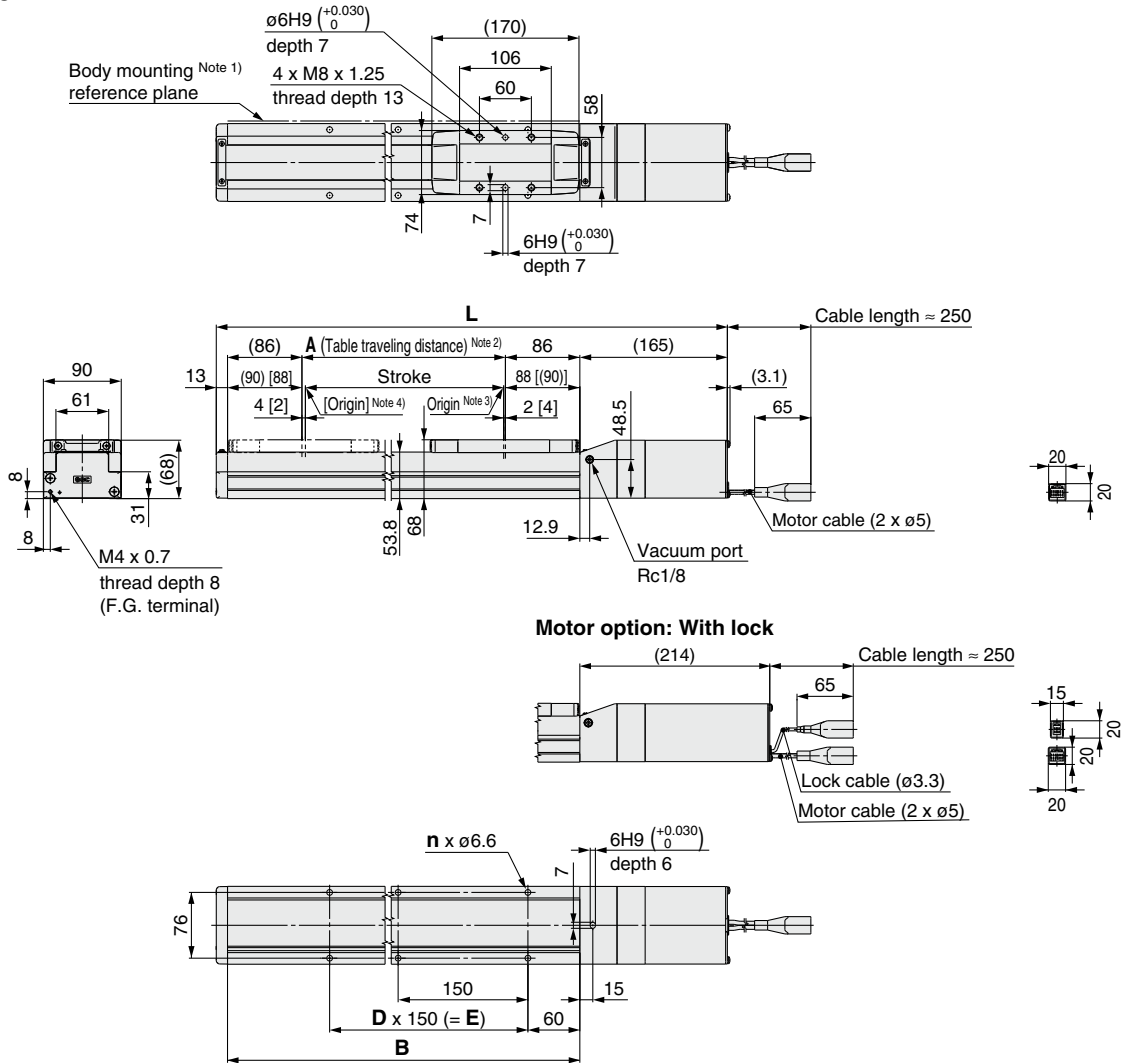 ø6H9 (+0.030 0)
depth 7
(170)
106
Body mounting Note 1)
reference plane
4 x M8 x 1.25
thread depth 13
60
58
74
7
6H9 (+0.030 0)
depth 7
L
Cable length ≈ 250
(86)
A (Table traveling distance) Note 2)
86
(165)
90
13
(90) [88]
Stroke
88 [(90)]
(3.1)
61
4 [2]
[Origin] Note 4)
Origin Note 3)
2 [4]
48.5
65
8
(68)
31
20
20
8
53.8
68
12.9
Motor cable (2 x ø5)
M4 x 0.7
thread depth 8
(F.G. terminal)
Vacuum port
Rc1/8
Motor option: With lock
(214)
Cable length ≈ 250
65
15
20
20
20
Lock cable (ø3.3)
Motor cable (2 x ø5)
n x ø6.6
6H9 (+0.030 0)
depth 6
7
76
150
15
D x 150 (= E)
60
B